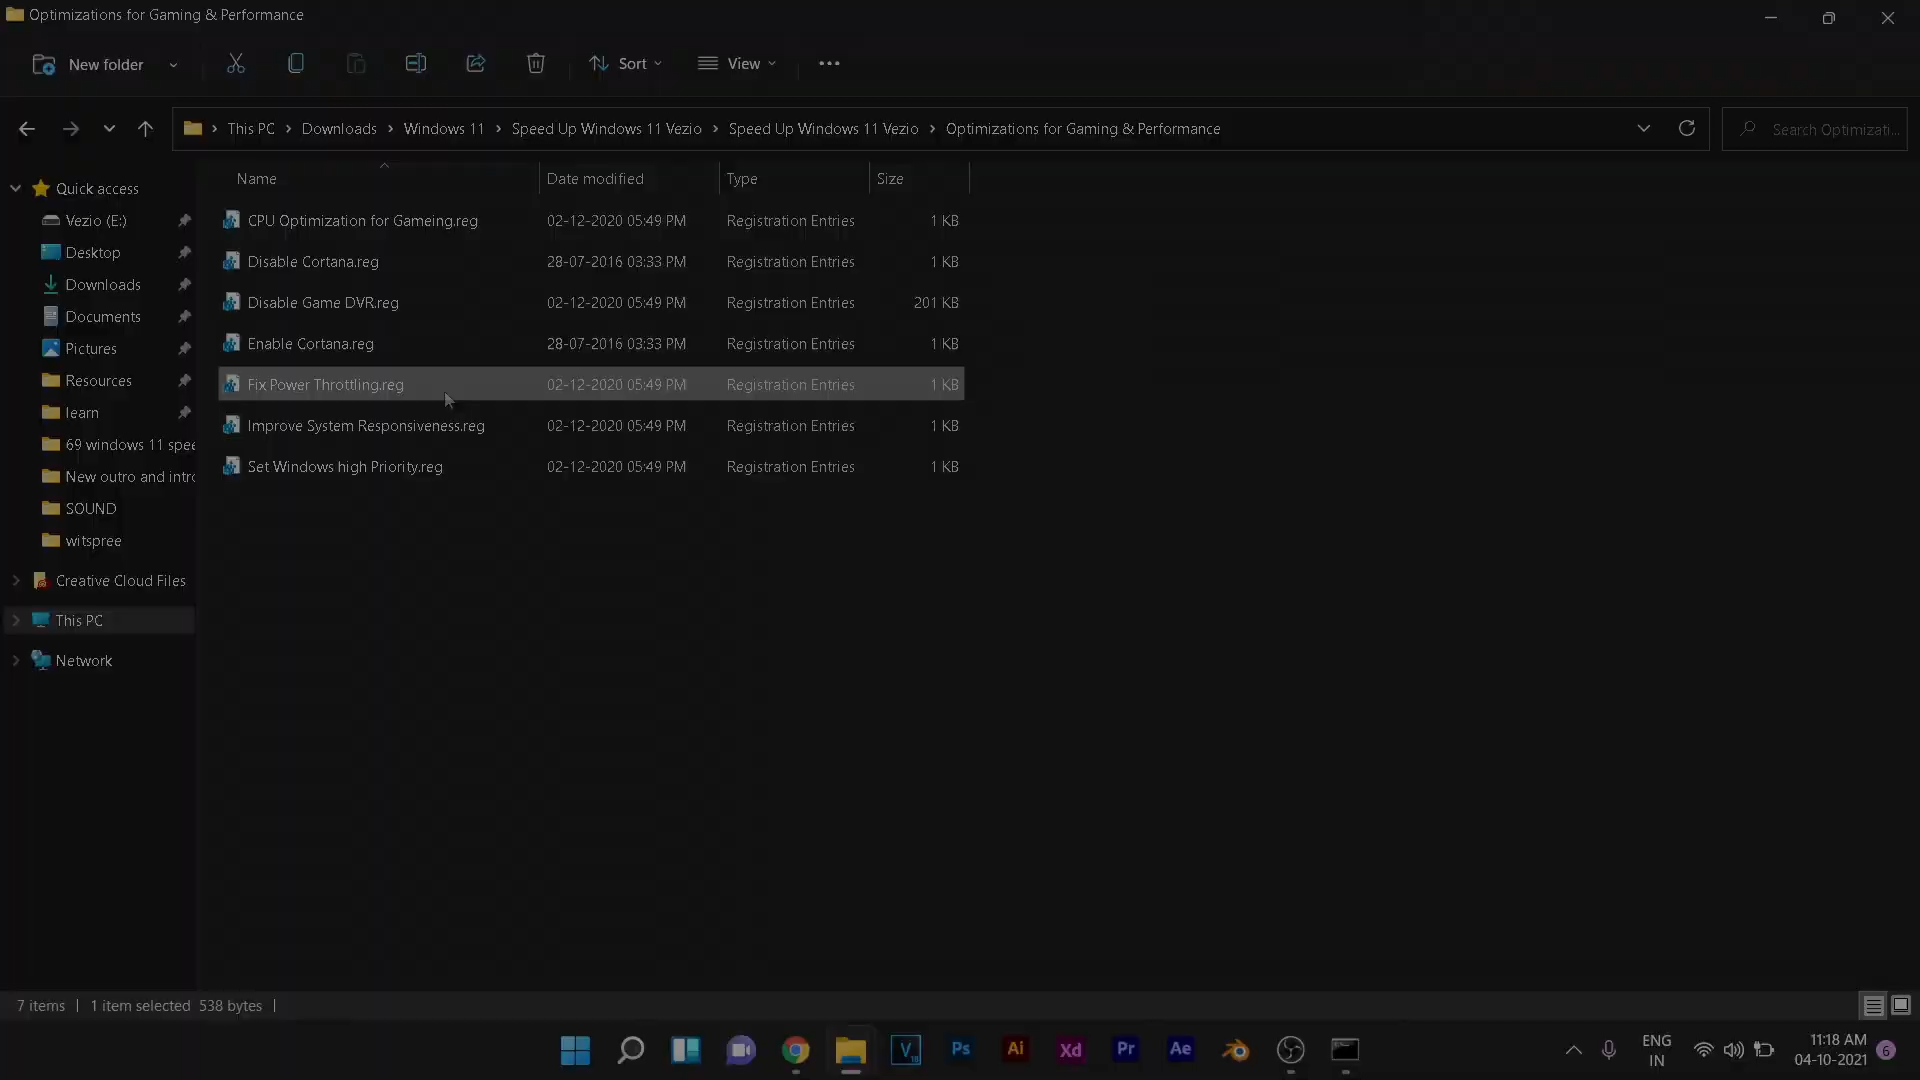 Optimizations for Gaming & Performance
New folder
Sort
View
This PC > Downloads > Windows 11 > Speed Up Windows 11 Vezio > Speed Up Windows 11 Vezio > Optimizations for Gaming & Performance
Search Optimizati...
Name Date modified Type Size
Quick access
Vezio (E:)
Desktop
Downloads
Documents
Pictures
Resources
learn
69 windows 11 spee
New outro and intro
SOUND
witspree
Creative Cloud Files
This PC
Network
CPU Optimization for Gameing.reg 02-12-2020 05:49 PM Registration Entries 1 KB
Disable Cortana.reg 28-07-2016 03:33 PM Registration Entries 1 KB
Disable Game DVR.reg 02-12-2020 05:49 PM Registration Entries 201 KB
Enable Cortana.reg 28-07-2016 03:33 PM Registration Entries 1 KB
Fix Power Throttling.reg 02-12-2020 05:49 PM Registration Entries 1 KB
Improve System Responsiveness.reg 02-12-2020 05:49 PM Registration Entries 1 KB
Set Windows high Priority.reg 02-12-2020 05:49 PM Registration Entries 1 KB
7 items | 1 item selected 538 bytes |
V Ps Ai Xd Pr Ae
ENG
IN
11:18 AM
04-10-2021
6